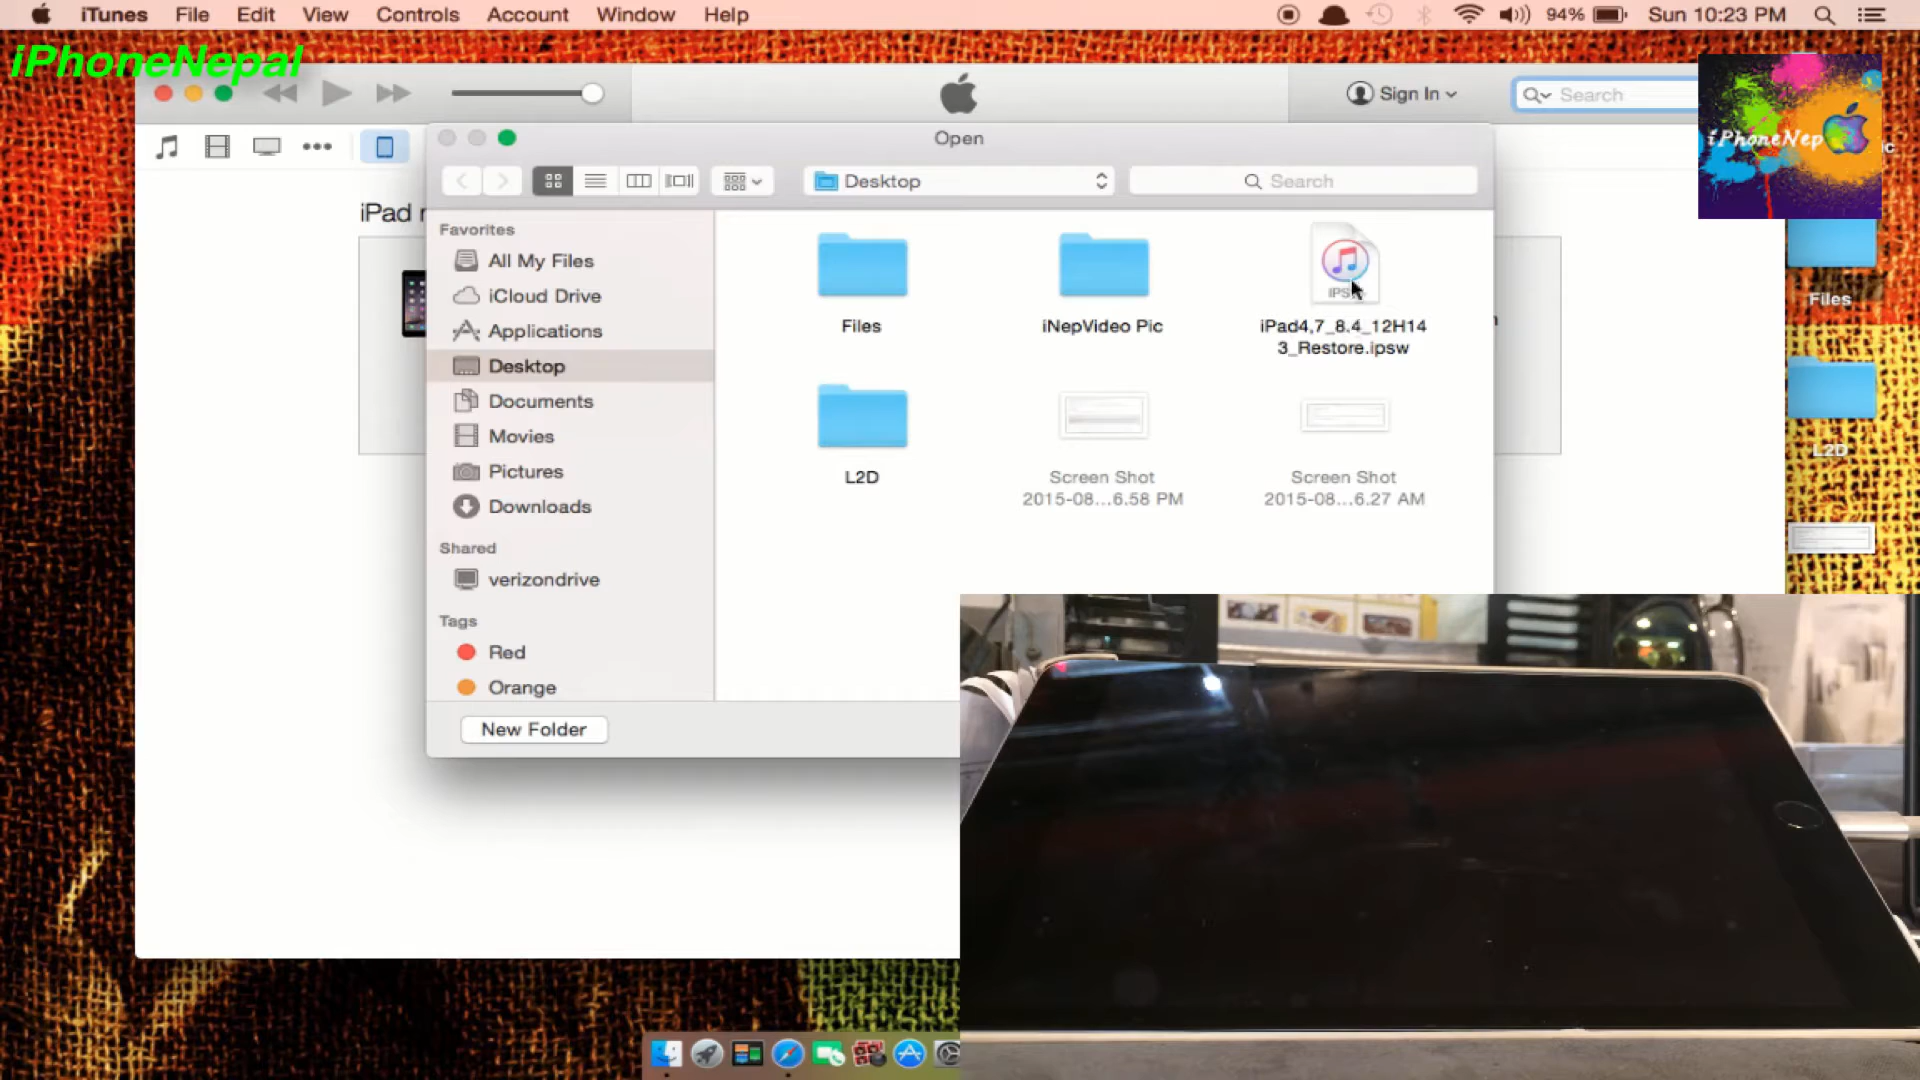 iTunes File Edit View Controls Account Window Help 94% Sun 10:23 PM
iPhoneNepal
Sign In
Search
iPhoneNep
Open
Desktop
Search
iPad
Favorites
All My Files
iCloud Drive
Applications
Desktop
Documents
Movies
Pictures
Downloads
Shared
verizondrive
Tags
Red
Orange
New Folder
Files
iNepVideo Pic
iPad4,7_8.4_12H14
3_Restore.ipsw
L2D
Screen Shot
2015-08...6.58 PM
Screen Shot
2015-08...6.27 AM
Files
L2D